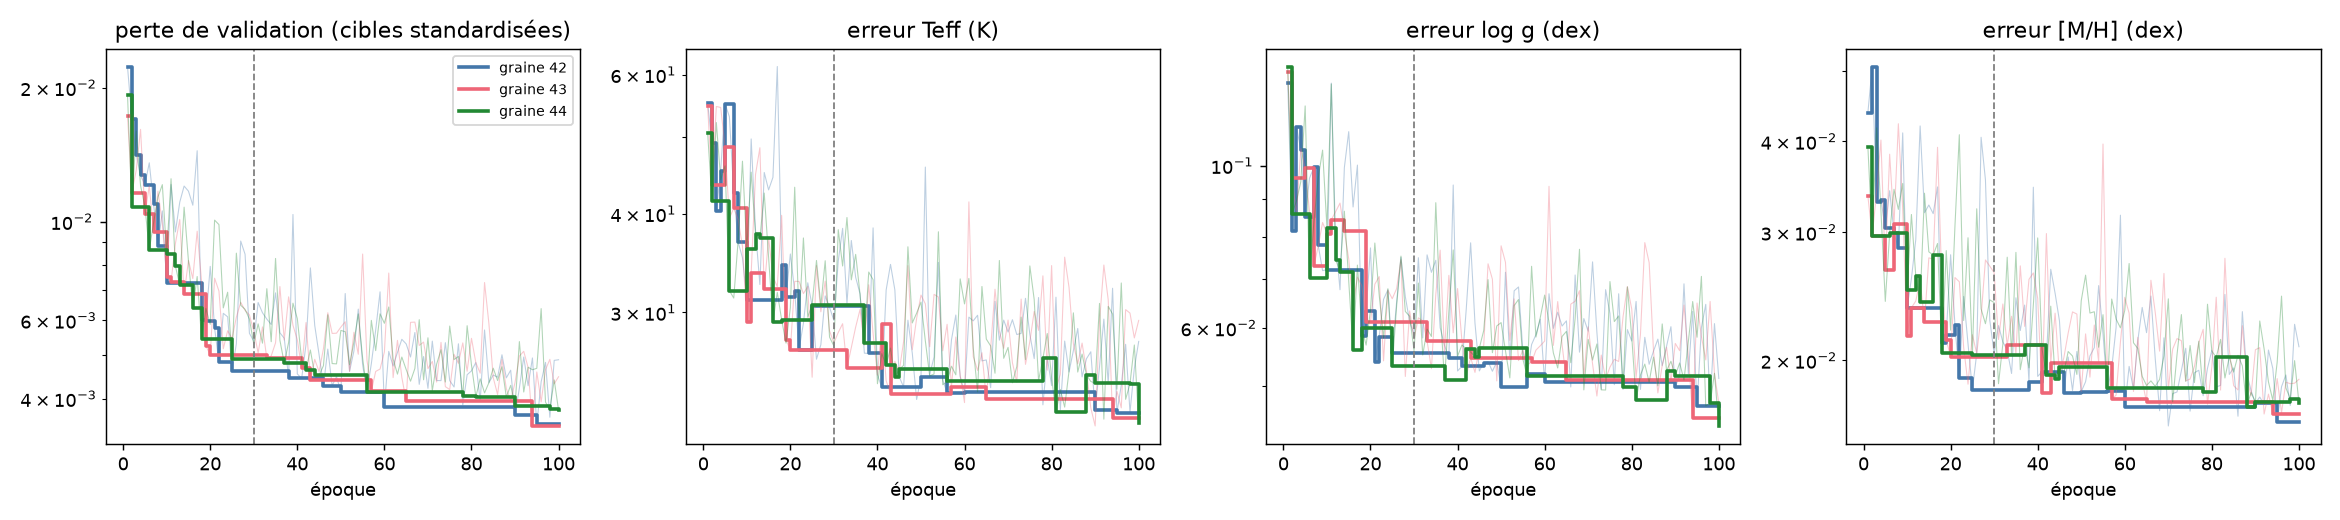 perte de validation (cibles standardisées)
2 × 10⁻²
10⁻²
6 × 10⁻³
4 × 10⁻³
graine 42
graine 43
graine 44
0 20 40 60 80 100
époque
erreur Teff (K)
6 × 10¹
4 × 10¹
3 × 10¹
0 20 40 60 80 100
époque
erreur log g (dex)
10⁻¹
6 × 10⁻²
0 20 40 60 80 100
époque
erreur [M/H] (dex)
4 × 10⁻²
3 × 10⁻²
2 × 10⁻²
0 20 40 60 80 100
époque